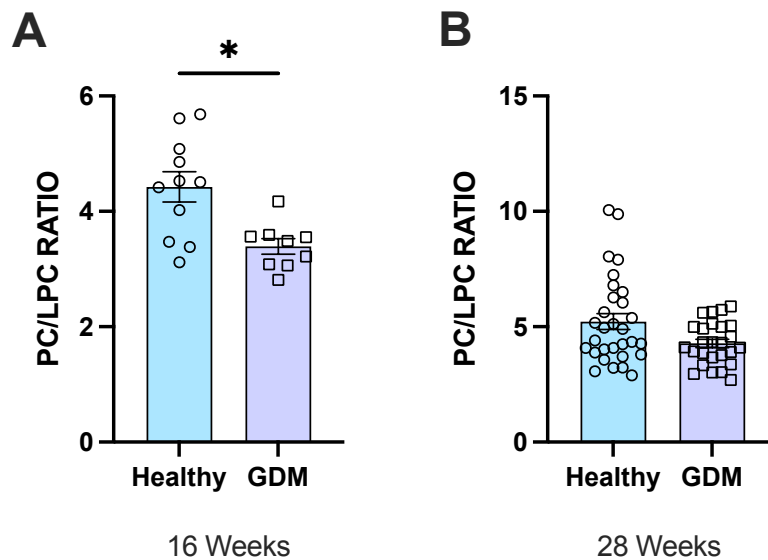 A
B
*
PC/LPC RATIO
6
4
2
0
Healthy GDM
16 Weeks
PC/LPC RATIO
15
10
5
0
Healthy GDM
28 Weeks